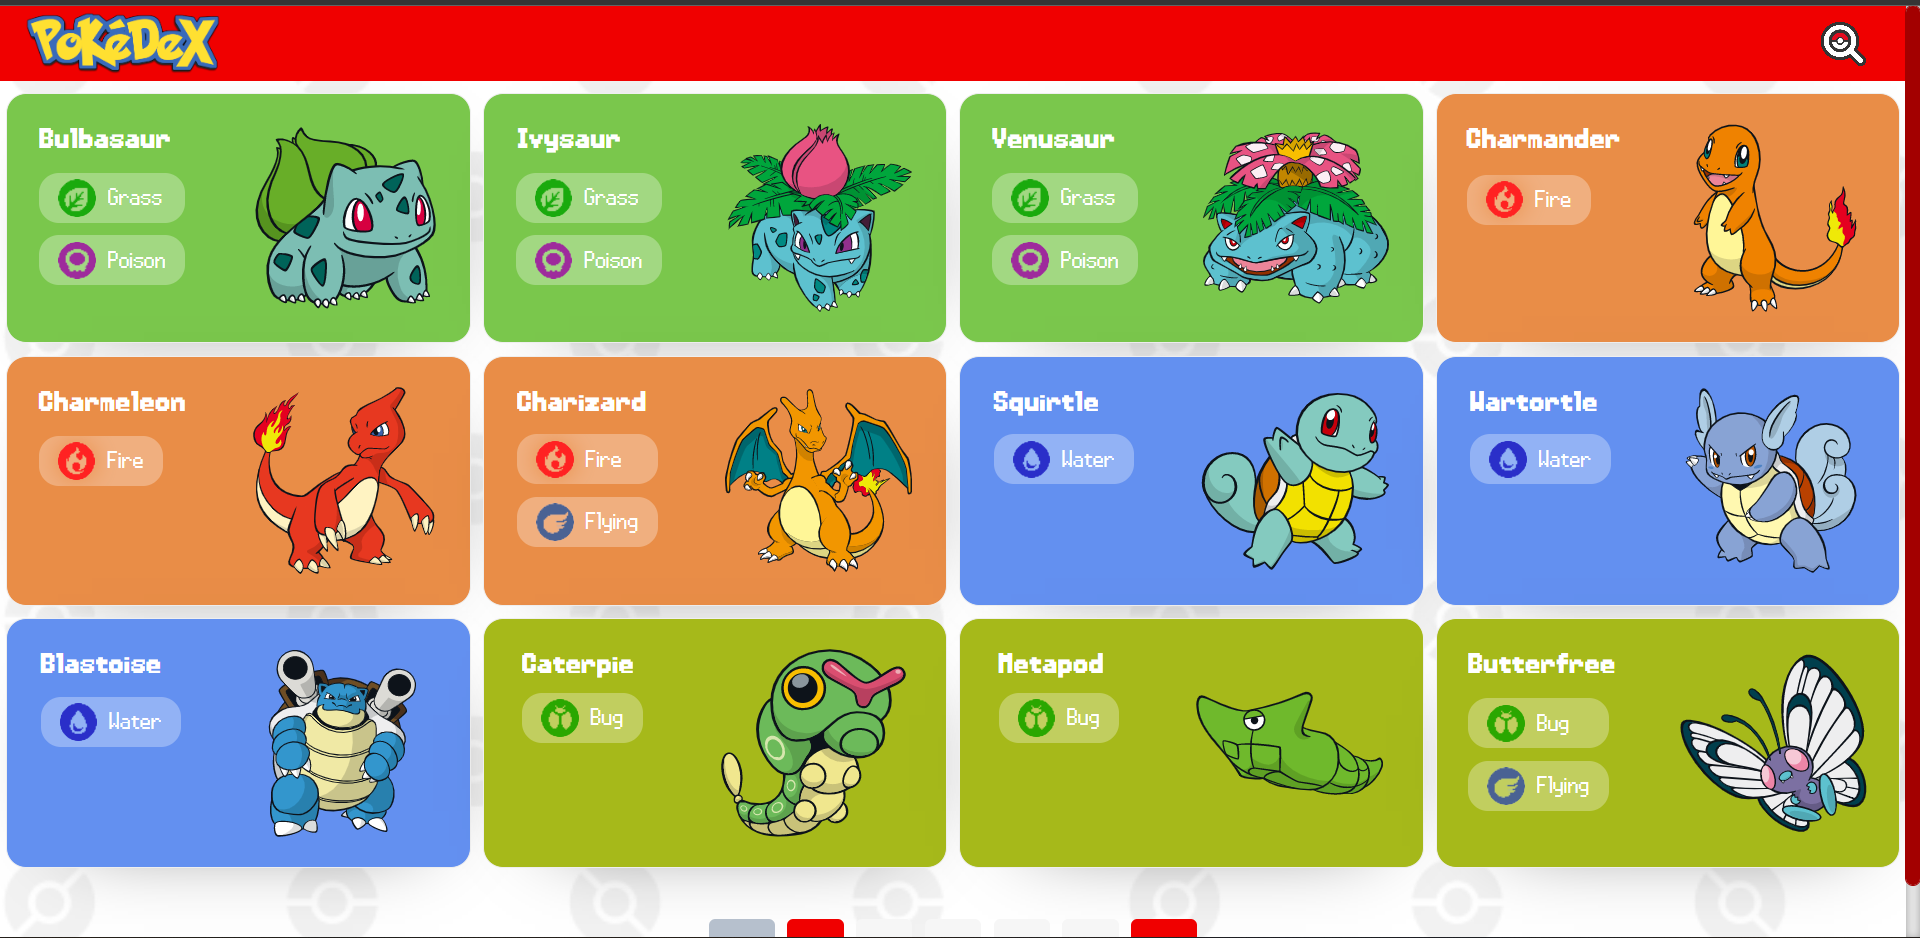 PoKéDeX
Bulbasaur
Grass
Poison
Ivysaur
Grass
Poison
Venusaur
Grass
Poison
Charmander
Fire
Charmeleon
Fire
Charizard
Fire
Flying
Squirtle
Water
Wartortle
Water
Blastoise
Water
Caterpie
Bug
Metapod
Bug
Butterfree
Bug
Flying